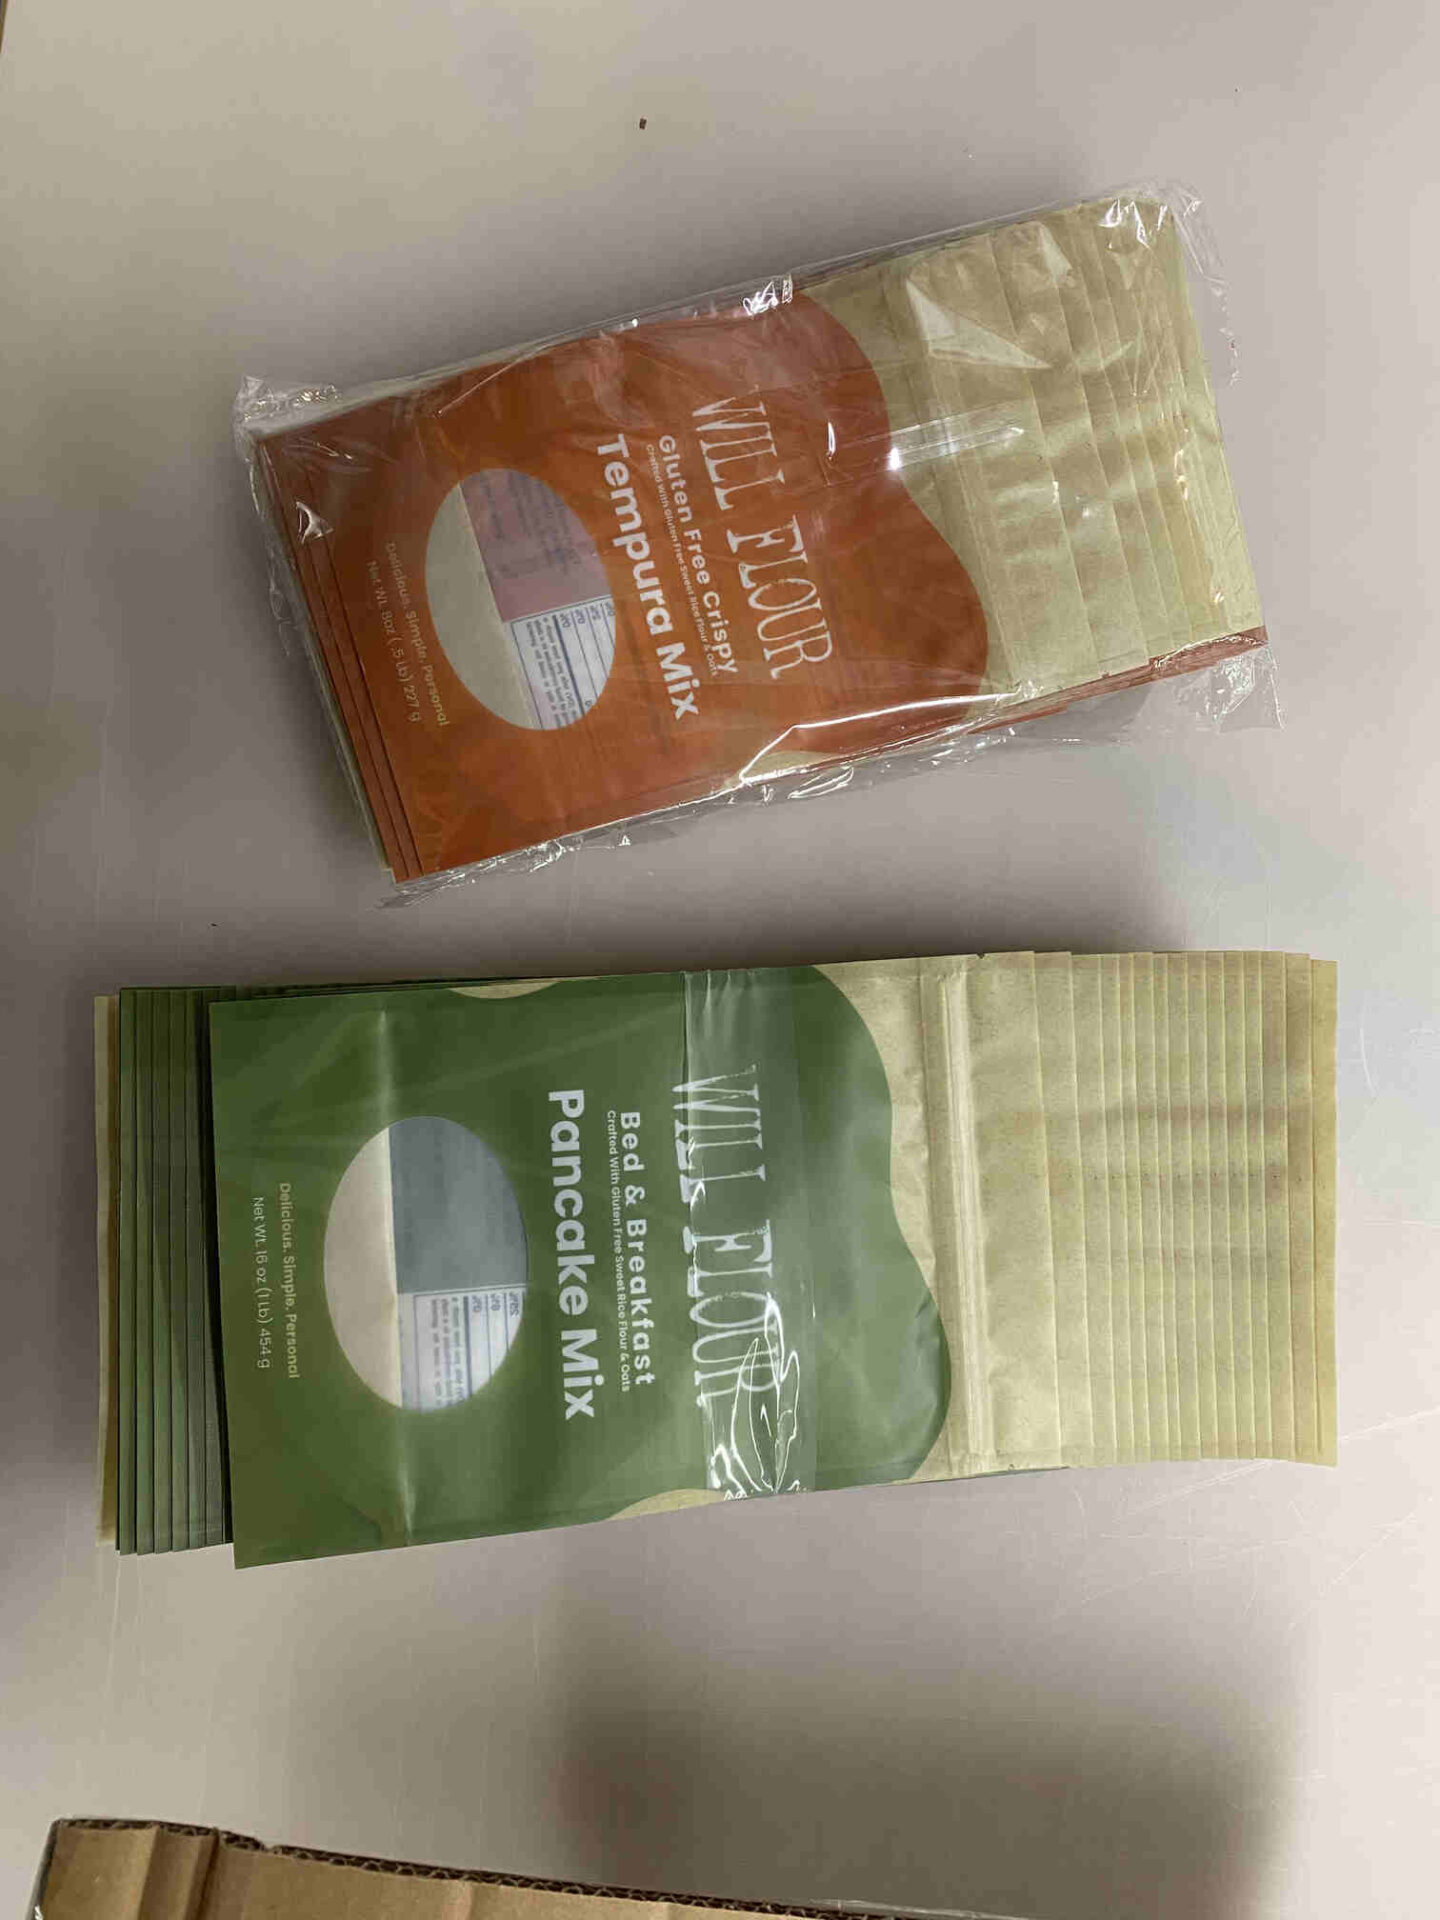 WILL FLOUR
Gluten Free Crispy
Crafted With Gluten Free Sweet Rice Flour & Oats
Tempura Mix
Delicious. Simple. Personal
Net Wt. 8oz (.5 Lb) 227 g
WILL FLOUR
Bed & Breakfast
Crafted With Gluten Free Sweet Rice Flour & Oats
Pancake Mix
Delicious. Simple. Personal
Net Wt. 16 oz (1 Lb) 454 g